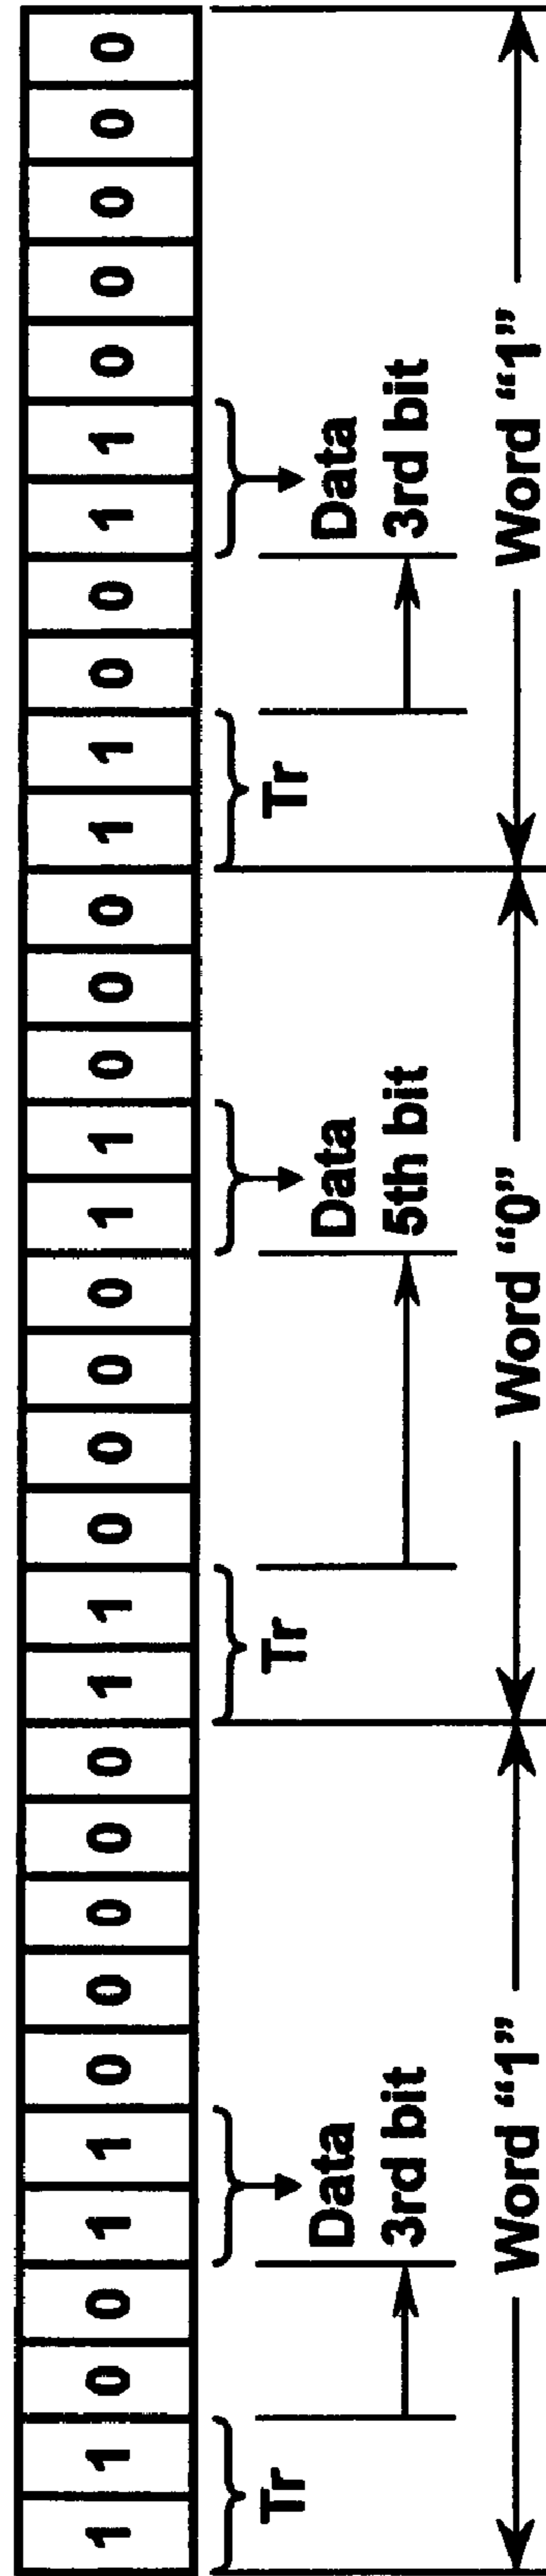 1 1 0 0 1 1 0 0 0 0 0 1 1 0 0 0 0 1 1 0 0 0 1 1 0 0 1 1 0 0 0 0 0
Tr Tr Tr
Data Data Data
3rd bit 5th bit 3rd bit
Word “1” Word “0” Word “1”